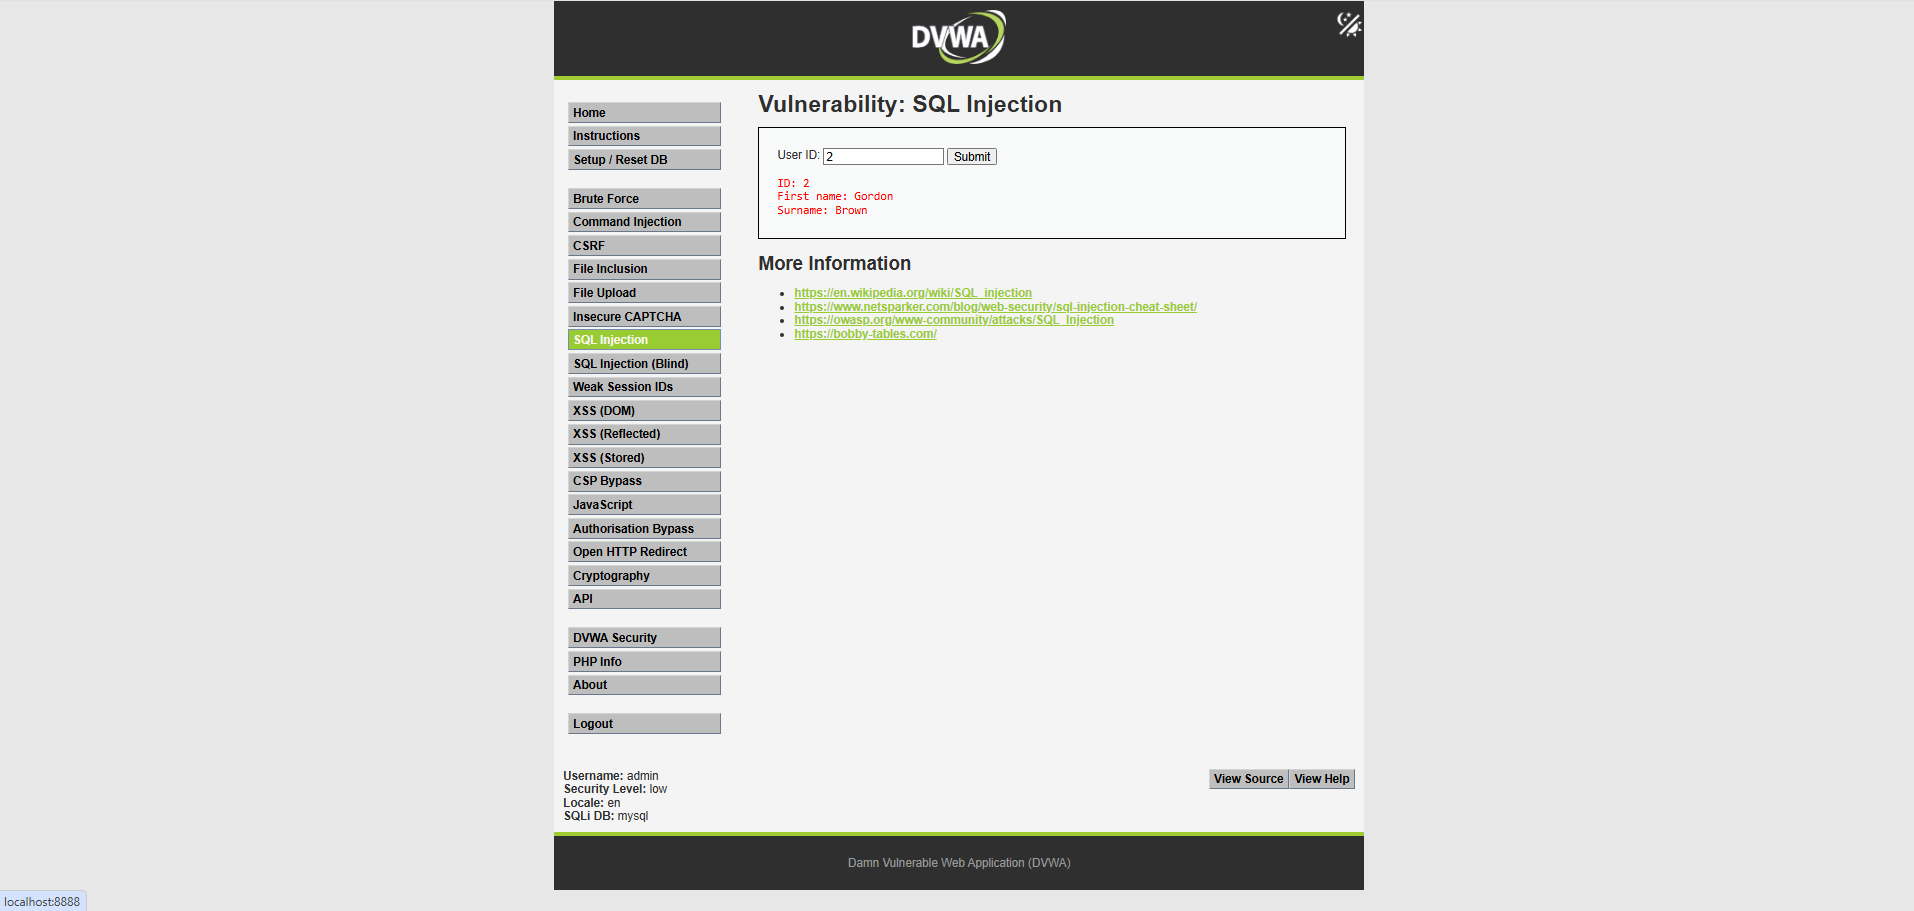 DVWA
Home
Instructions
Setup / Reset DB
Brute Force
Command Injection
CSRF
File Inclusion
File Upload
Insecure CAPTCHA
SQL Injection
SQL Injection (Blind)
Weak Session IDs
XSS (DOM)
XSS (Reflected)
XSS (Stored)
CSP Bypass
JavaScript
Authorisation Bypass
Open HTTP Redirect
Cryptography
API
DVWA Security
PHP Info
About
Logout
Vulnerability: SQL Injection
User ID: 2 Submit
ID: 2
First name: Gordon
Surname: Brown
More Information
https://en.wikipedia.org/wiki/SQL_injection
https://www.netsparker.com/blog/web-security/sql-injection-cheat-sheet/
https://owasp.org/www-community/attacks/SQL_Injection
https://bobby-tables.com/
Username: admin
Security Level: low
Locale: en
SQLi DB: mysql
View Source View Help
Damn Vulnerable Web Application (DVWA)
localhost:8888